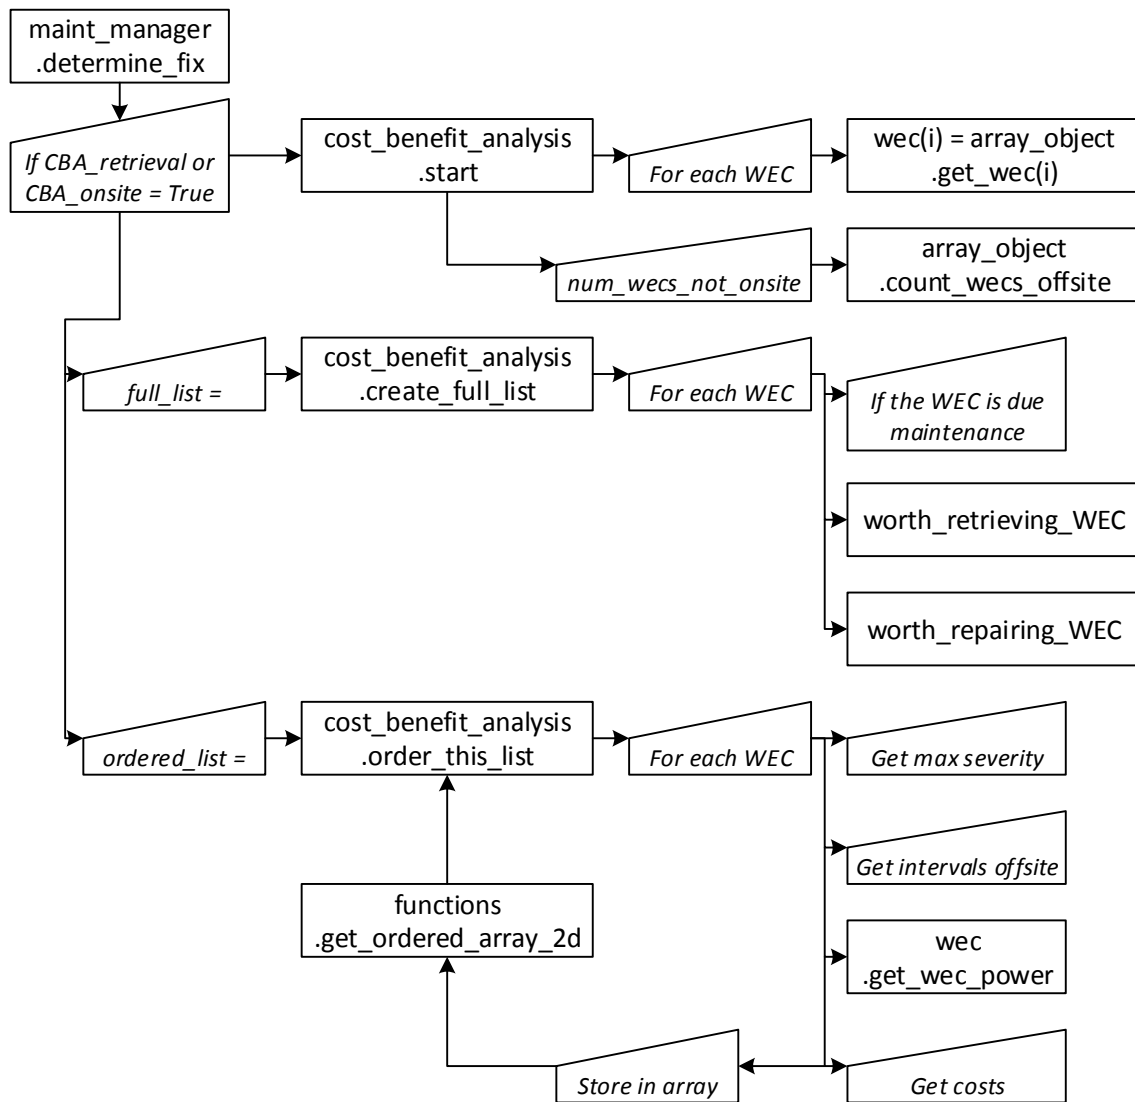 maint_manager
.determine_fix
If CBA_retrieval or
CBA_onsite = True
cost_benefit_analysis
.start
For each WEC
wec(i) = array_object
.get_wec(i)
num_wecs_not_onsite
array_object
.count_wecs_offsite
full_list =
cost_benefit_analysis
.create_full_list
For each WEC
If the WEC is due
maintenance
worth_retrieving_WEC
worth_repairing_WEC
ordered_list =
cost_benefit_analysis
.order_this_list
For each WEC
Get max severity
Get intervals offsite
functions
.get_ordered_array_2d
wec
.get_wec_power
Store in array
Get costs